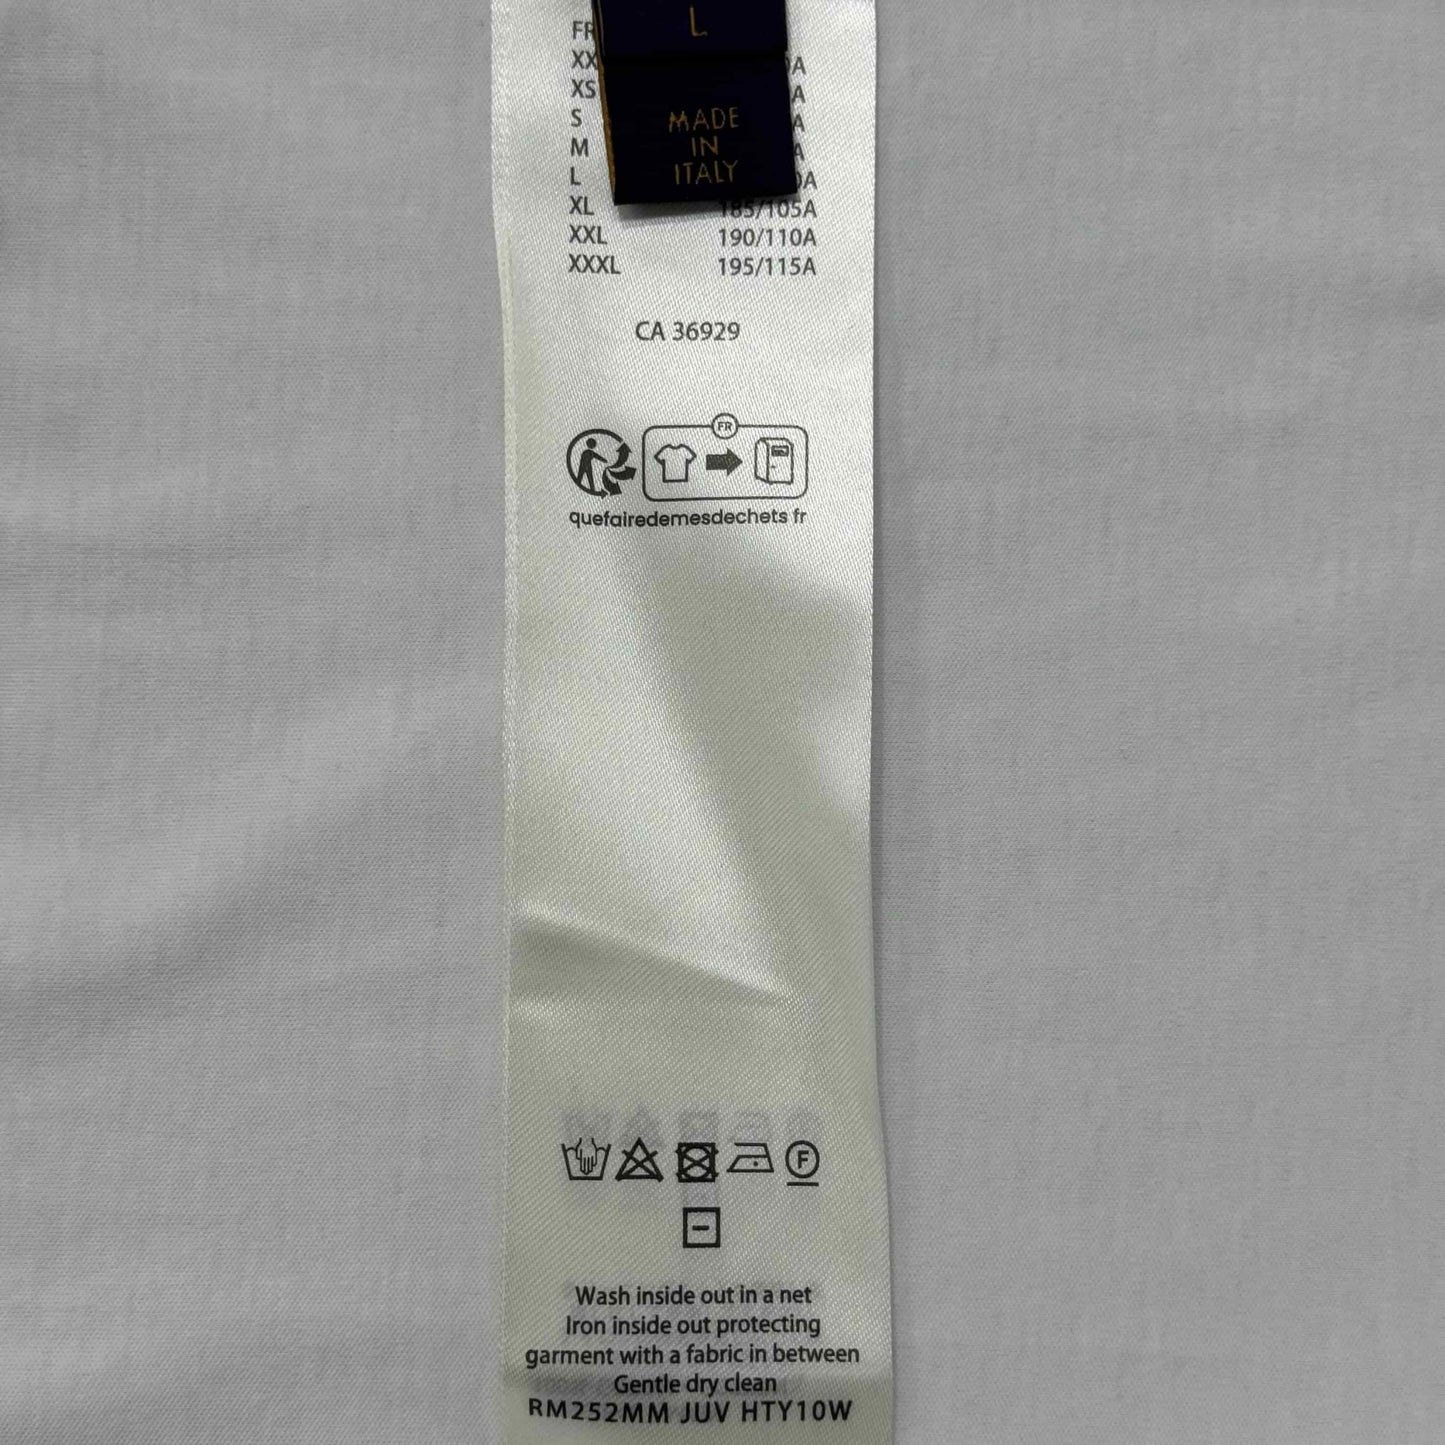 L
MADE
IN
ITALY
FR
XS
S
M
L
XL 185/105A
XXL 190/110A
XXXL 195/115A
CA 36929
FR
quefairedemesdechets fr
F
Wash inside out in a net
Iron inside out protecting
garment with a fabric in between
Gentle dry clean
RM252MM JUV HTY10W